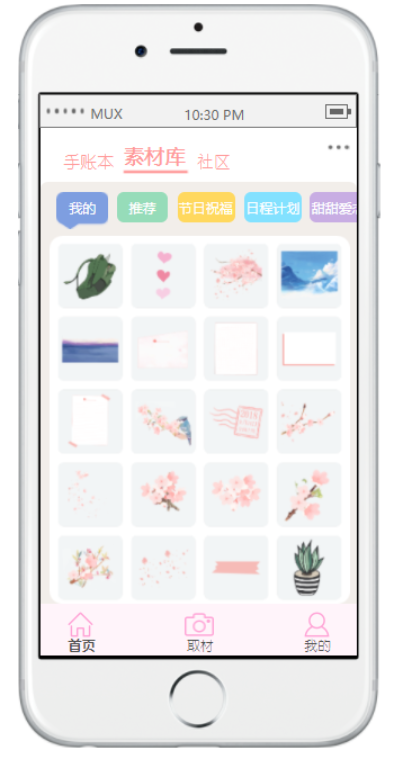 MUX 10:30 PM
手账本 素材库 社区
我的 推荐 节日祝福 日程计划 甜甜爱
首页 取材 我的